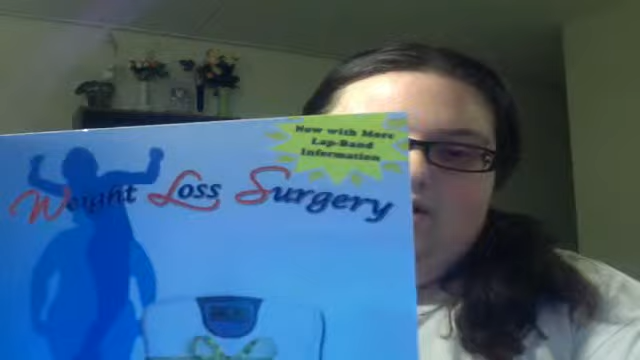 Now with More
Lap-Band
Information
Weight Loss Surgery